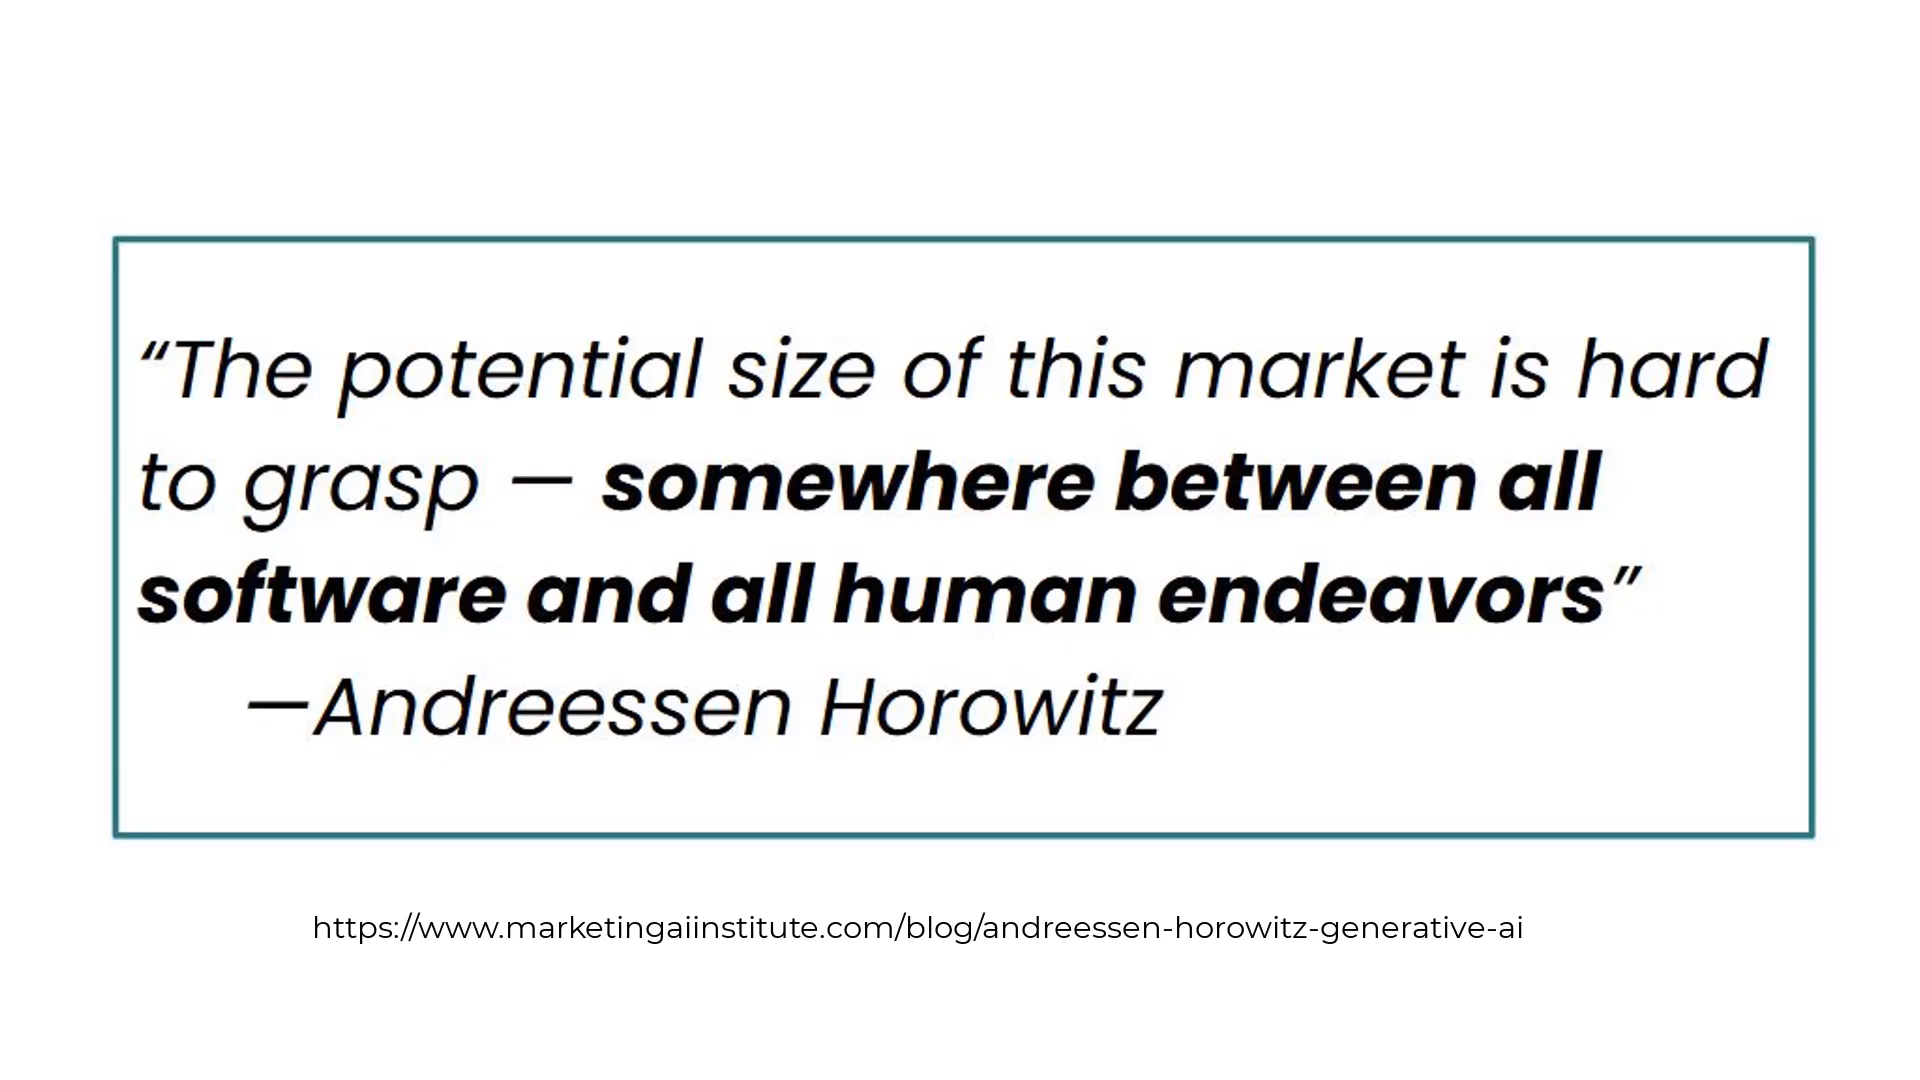 “The potential size of this market is hard
to grasp — somewhere between all
software and all human endeavors”
—Andreessen Horowitz
https://www.marketingaiinstitute.com/blog/andreessen-horowitz-generative-ai